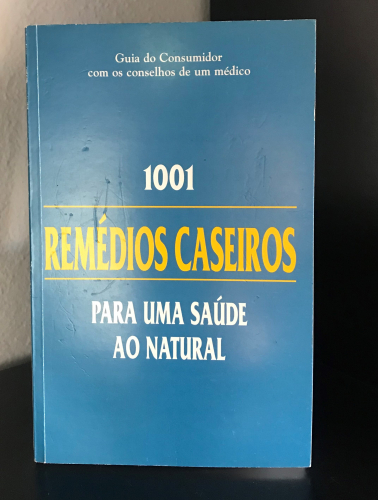 Guia do Consumidor
com os conselhos de um médico
1001
REMÉDIOS CASEIROS
PARA UMA SAÚDE
AO NATURAL